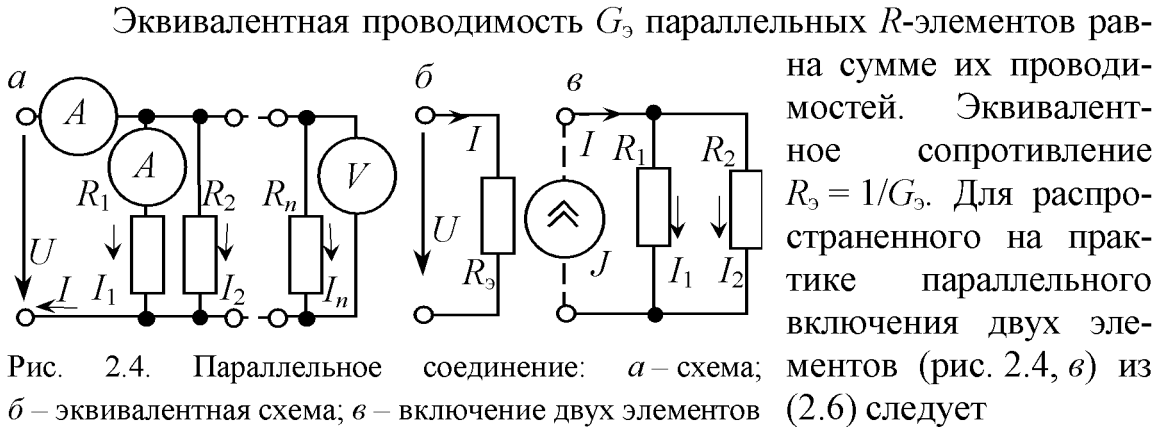 Эквивалентная проводимость Gэ параллельных R-элементов рав-
на сумме их проводи-
мостей. Эквивалент-
ное сопротивление
Rэ = 1/Gэ. Для распро-
страненного на прак-
тике параллельного
включения двух эле-
ментов (рис. 2.4, в) из
(2.6) следует
а
A
A
V
R1
R2
Rn
U
I
I1
I2
In
б
I
U
Rэ
в
I
R1
R2
J
I1
I2
Рис. 2.4. Параллельное соединение: а – схема;
б – эквивалентная схема; в – включение двух элементов